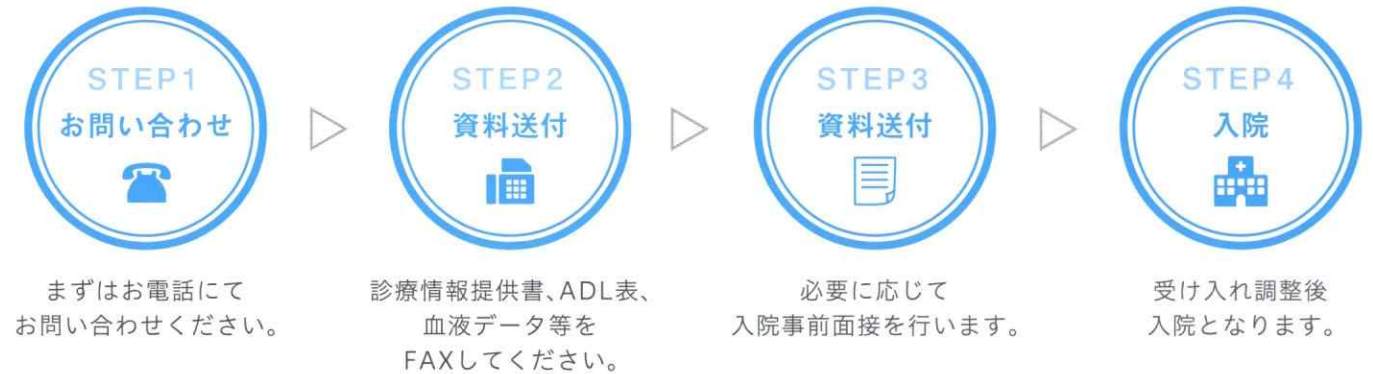 STEP1
お問い合わせ
まずはお電話にて
お問い合わせください。
STEP2
資料送付
診療情報提供書、ADL表、
血液データ等を
FAXしてください。
STEP3
資料送付
必要に応じて
入院事前面接を行います。
STEP4
入院
受け入れ調整後
入院となります。